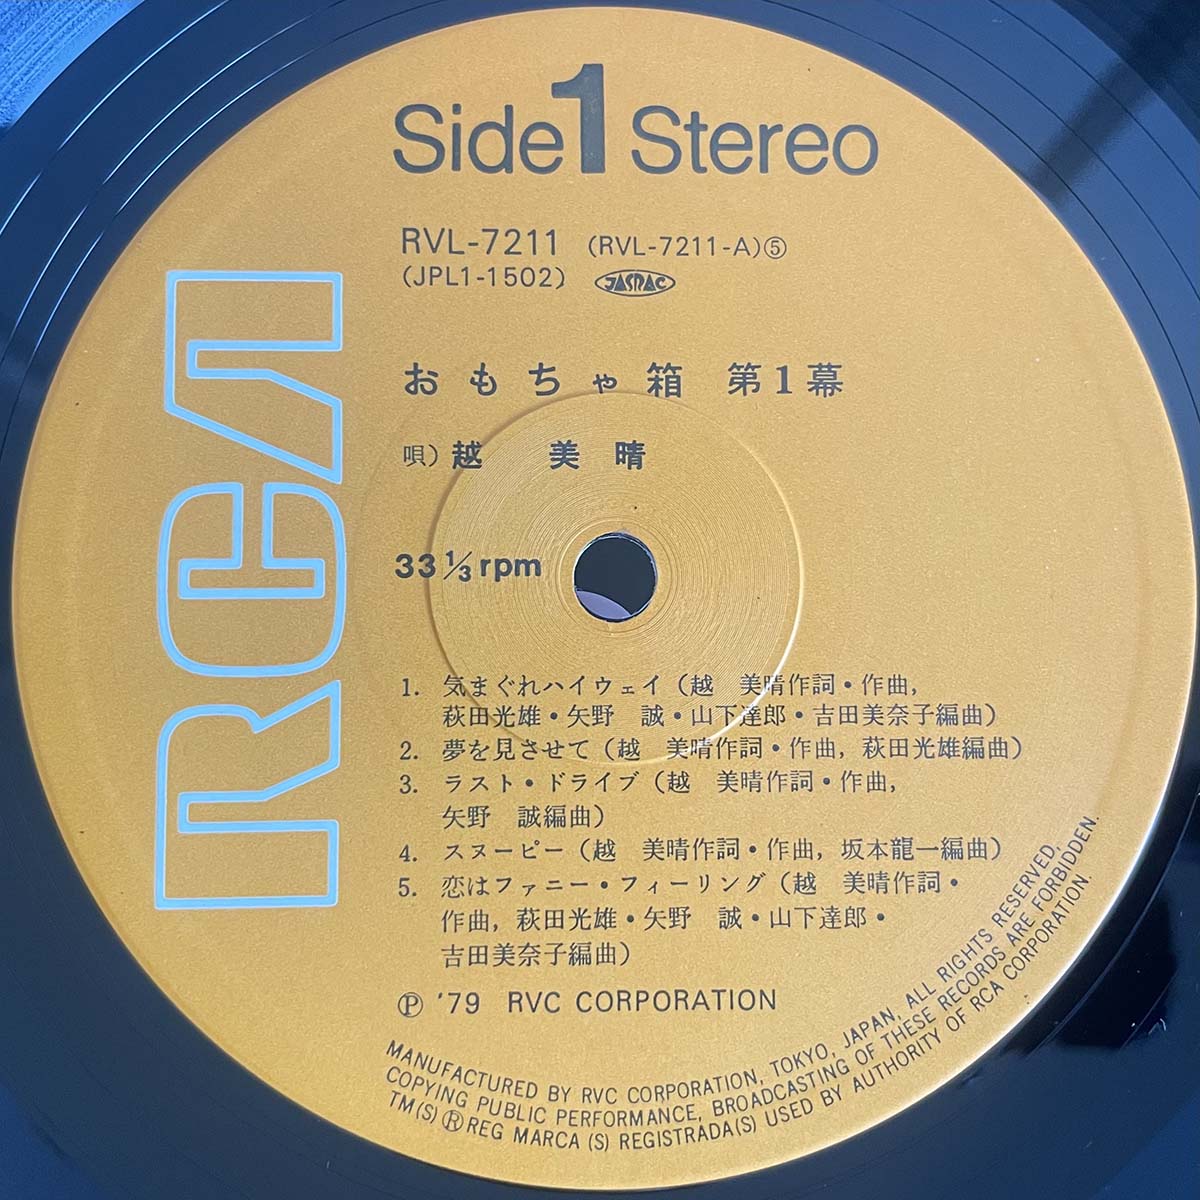 Side 1 Stereo
RVL-7211 (RVL-7211-A)⑤
(JPL1-1502) JASRAC
おもちゃ箱 第1幕
唄) 越 美晴
33 1/3 rpm
RCA
1. 気まぐれハイウェイ (越 美晴作詞・作曲,
萩田光雄・矢野 誠・山下達郎・吉田美奈子編曲)
2. 夢を見させて (越 美晴作詞・作曲, 萩田光雄編曲)
3. ラスト・ドライブ (越 美晴作詞・作曲,
矢野 誠編曲)
4. スヌーピー (越 美晴作詞・作曲, 坂本龍一編曲)
5. 恋はファニー・フィーリング (越 美晴作詞・
作曲, 萩田光雄・矢野 誠・山下達郎・
吉田美奈子編曲)
Ⓟ '79 RVC CORPORATION
MANUFACTURED BY RVC CORPORATION, TOKYO, JAPAN, ALL RIGHTS RESERVED,
COPYING PUBLIC PERFORMANCE, BROADCASTING OF THESE RECORDS ARE FORBIDDEN.
TM(S) ® REG MARCA (S) REGISTRADA(S) USED BY AUTHORITY OF RCA CORPORATION.